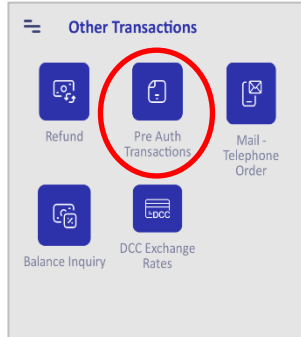 Other Transactions
Refund
Pre Auth
Transactions
Mail -
Telephone
Order
Balance Inquiry
DCC
DCC Exchange
Rates